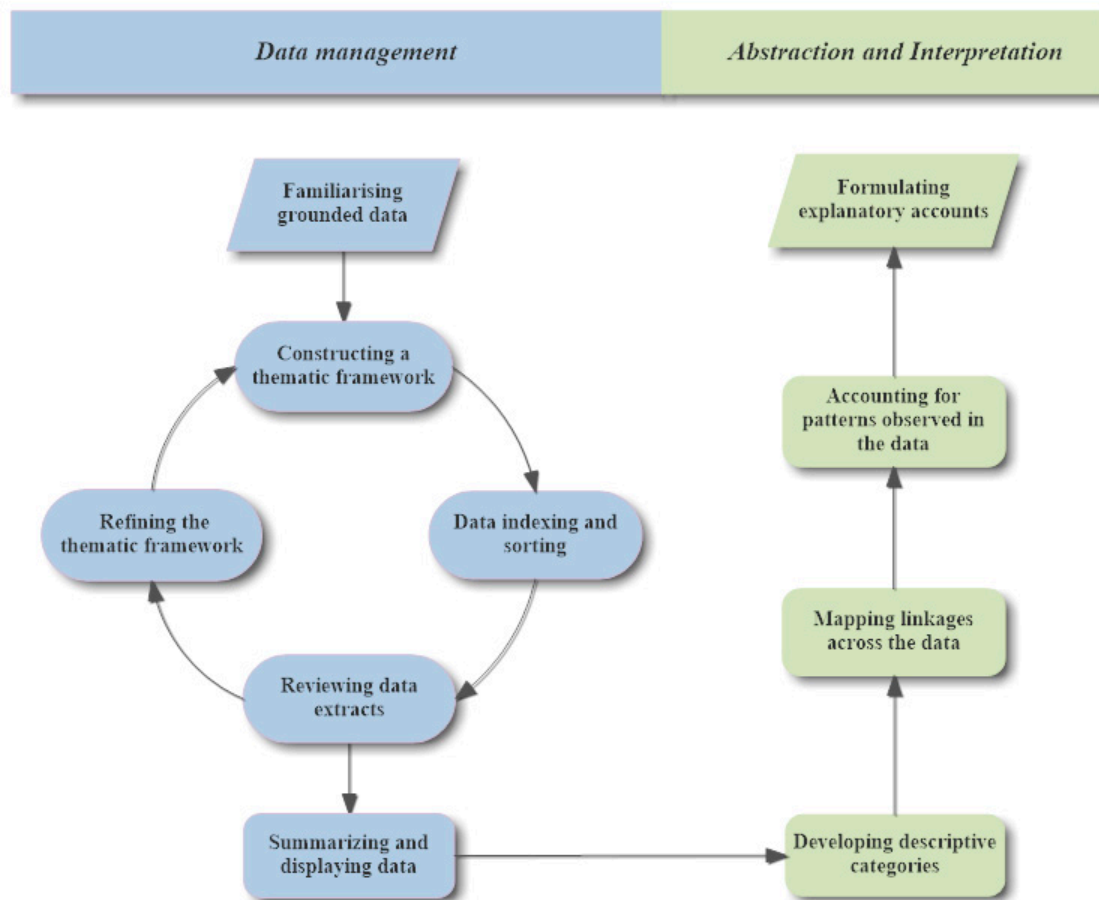 Data management
Abstraction and Interpretation
Familiarising
grounded data
Constructing a
thematic framework
Refining the
thematic framework
Data indexing and
sorting
Reviewing data
extracts
Summarizing and
displaying data
Formulating
explanatory accounts
Accounting for
patterns observed in
the data
Mapping linkages
across the data
Developing descriptive
categories